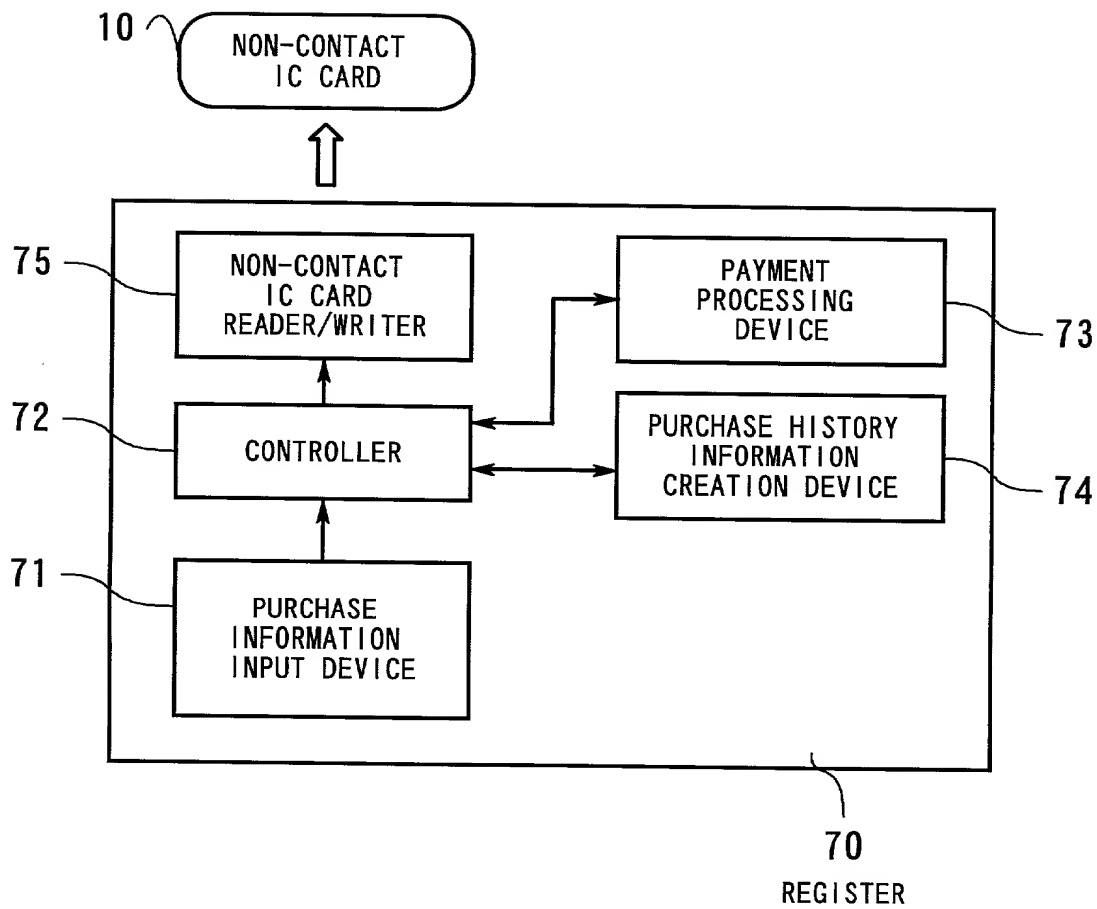 10
NON-CONTACT
IC CARD
75
NON-CONTACT
IC CARD
READER/WRITER
PAYMENT
PROCESSING
DEVICE
73
72
CONTROLLER
PURCHASE HISTORY
INFORMATION
CREATION DEVICE
74
71
PURCHASE
INFORMATION
INPUT DEVICE
70
REGISTER